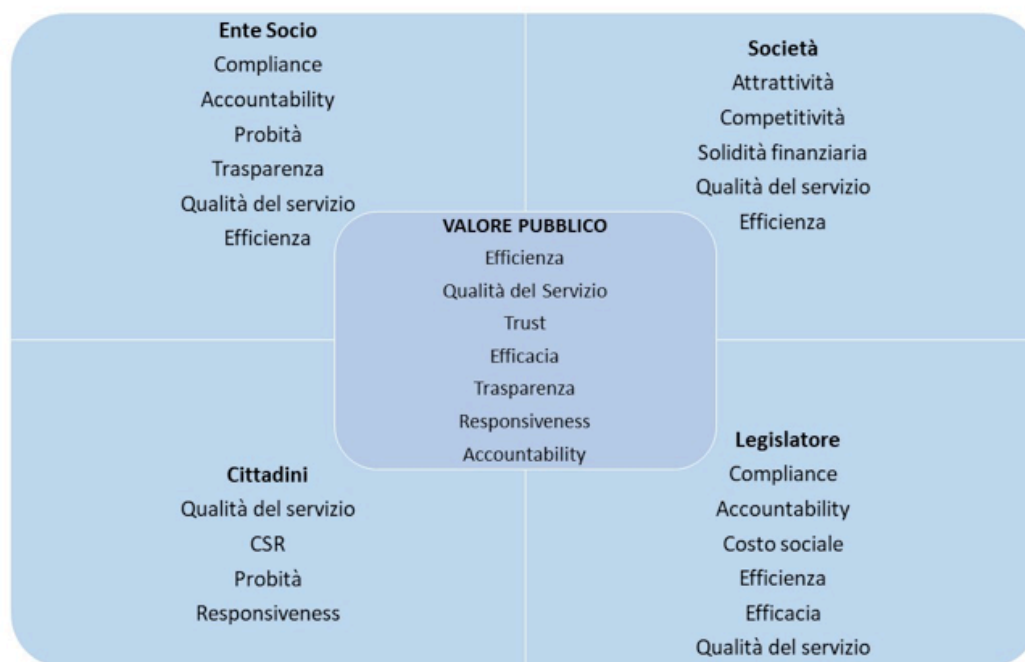 Ente Socio
Compliance
Accountability
Probità
Trasparenza
Qualità del servizio
Efficienza
Società
Attrattività
Competitività
Solidità finanziaria
Qualità del servizio
Efficienza
VALORE PUBBLICO
Efficienza
Qualità del Servizio
Trust
Efficacia
Trasparenza
Responsiveness
Accountability
Cittadini
Qualità del servizio
CSR
Probità
Responsiveness
Legislatore
Compliance
Accountability
Costo sociale
Efficienza
Efficacia
Qualità del servizio